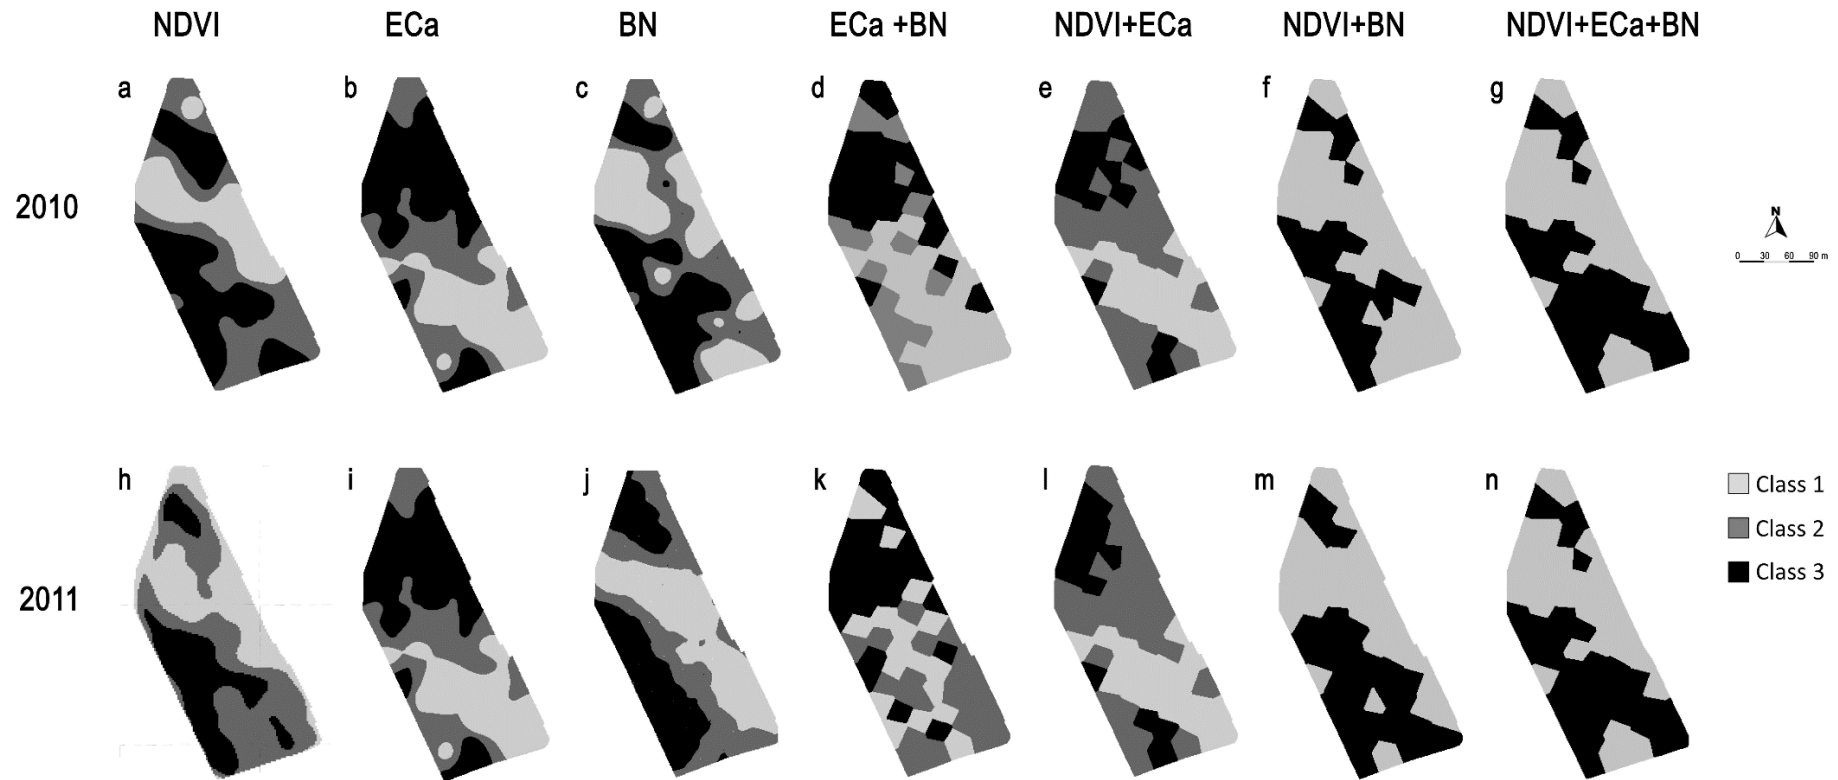 NDVI ECa BN ECa +BN NDVI+ECa NDVI+BN NDVI+ECa+BN
a b c d e f g
2010
N
0 30 60 90 m
h i j k l m n
Class 1
Class 2
Class 3
2011